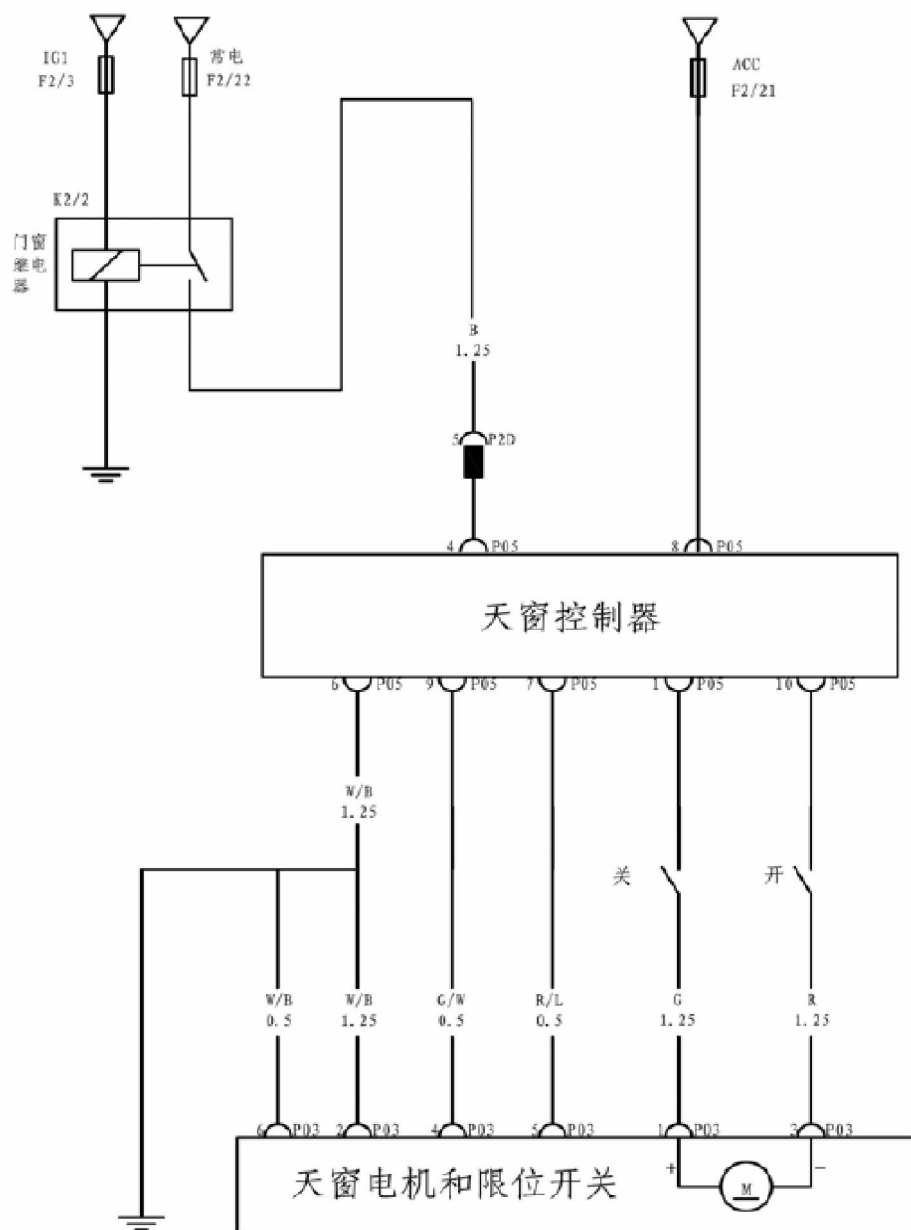 IG1
F2/3
常电
F2/22
ACC
F2/21
K2/2
门窗
继电
器
B
1.25
5 P2D
4 P05
8 P05
天窗控制器
6 P05
9 P05
7 P05
1 P05
10 P05
W/B
1.25
关
开
W/B
0.5
W/B
1.25
G/W
0.5
R/L
0.5
G
1.25
R
1.25
6 P03
2 P03
4 P03
5 P03
1 P03
3 P03
天窗电机和限位开关
+
M
−